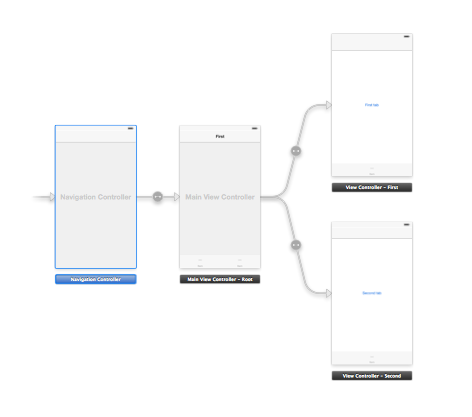 First
Navigation Controller
Main View Controller
Navigation Controller
Main View Controller - Root
First tab
View Controller - First
Second tab
View Controller - Second